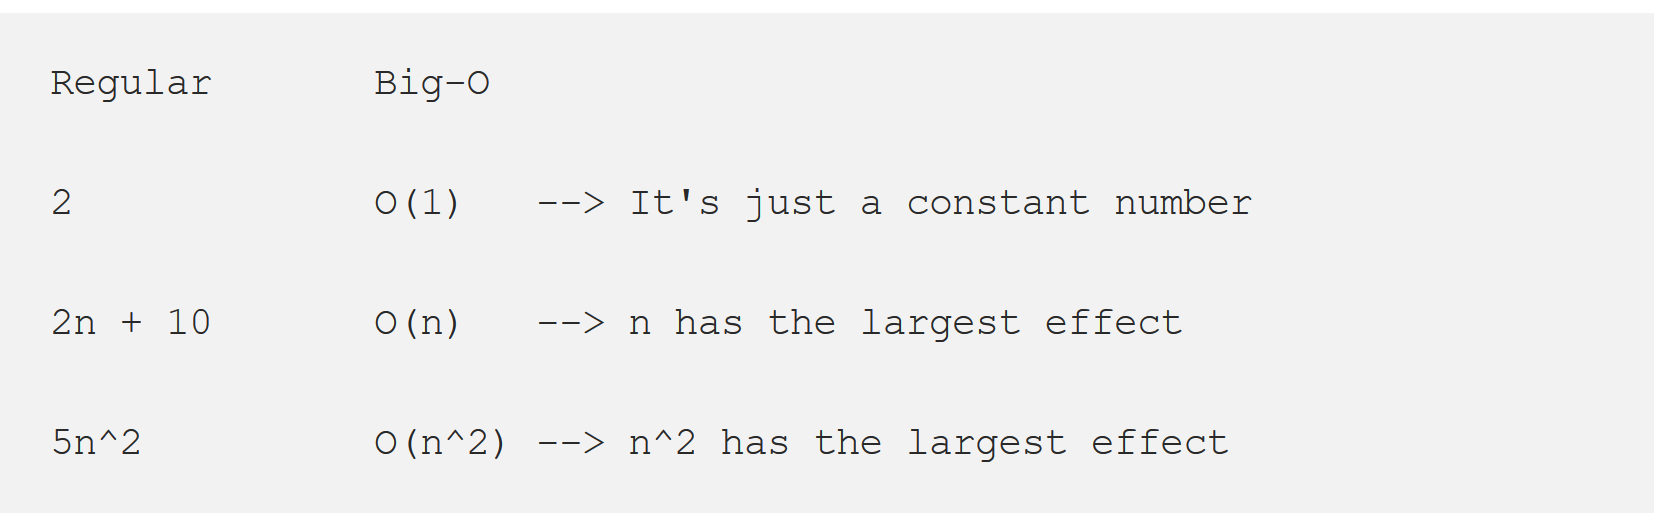 Regular Big-O
2 O(1) --> It's just a constant number
2n + 10 O(n) --> n has the largest effect
5n^2 O(n^2) --> n^2 has the largest effect